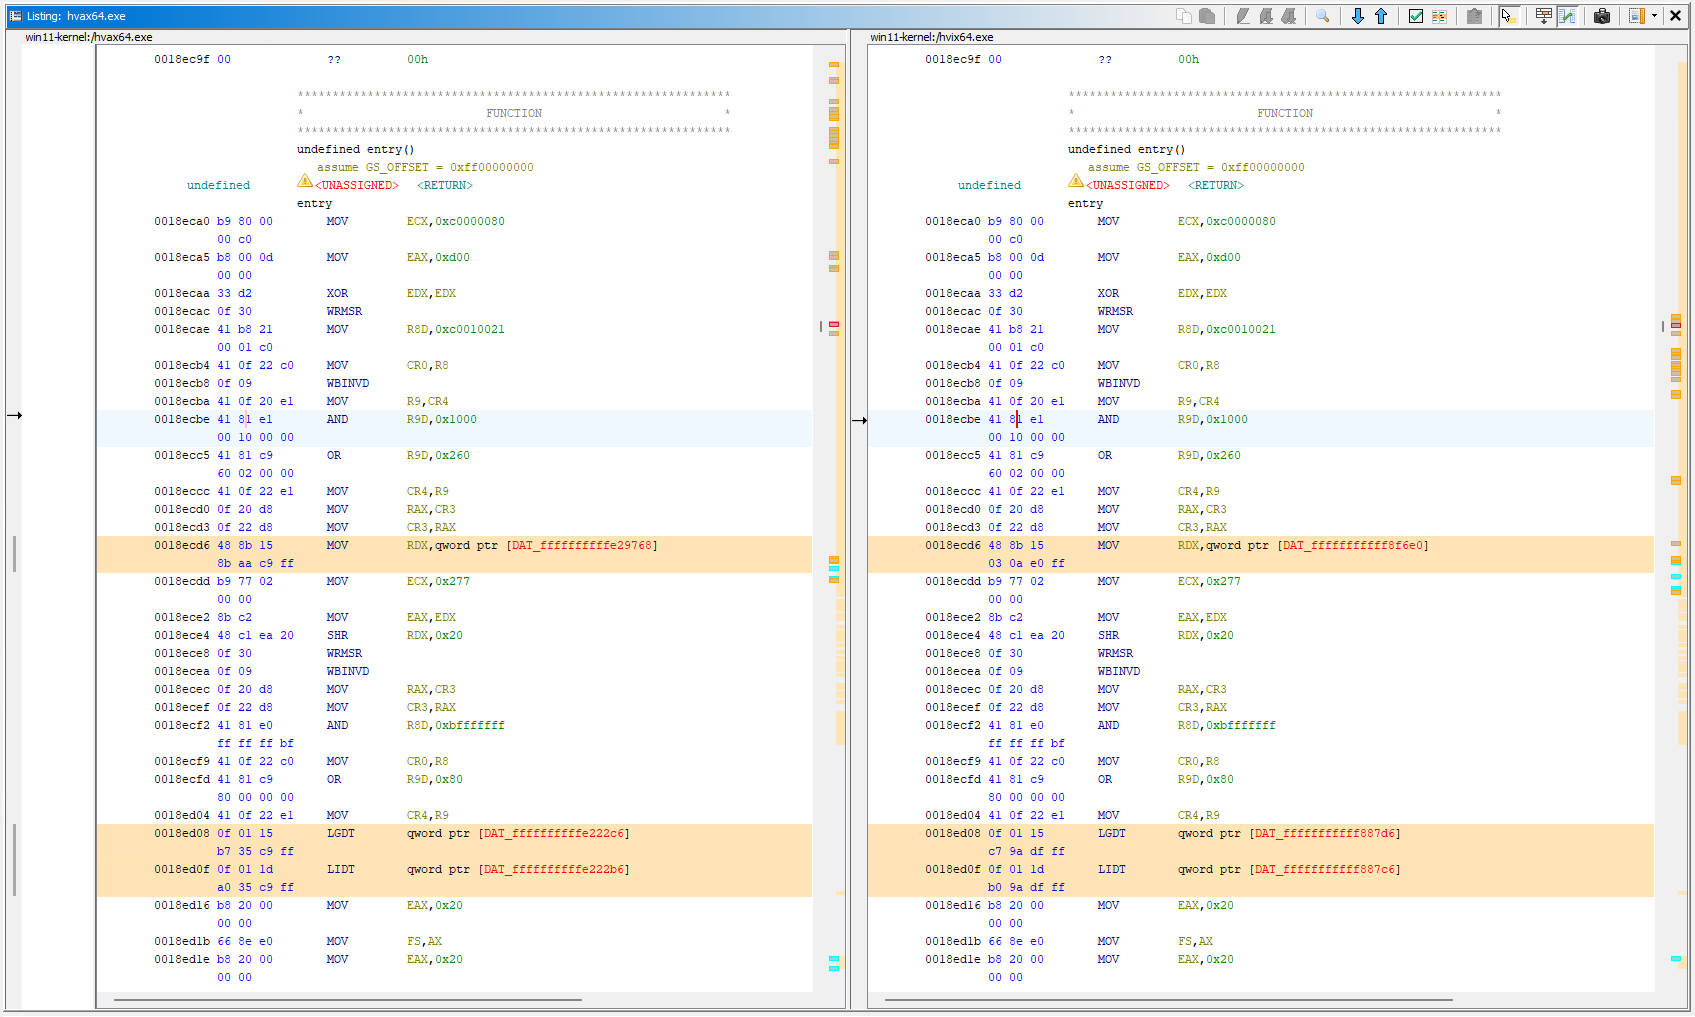 Listing: hvax64.exe
win11-kernel:/hvax64.exe
0018ec9f 00 ?? 00h
*************************************************************
* FUNCTION *
*************************************************************
undefined entry()
assume GS_OFFSET = 0xff00000000
undefined <UNASSIGNED> <RETURN>
entry
0018eca0 b9 80 00 MOV ECX,0xc0000080
00 c0
0018eca5 b8 00 0d MOV EAX,0xd00
00 00
0018ecaa 33 d2 XOR EDX,EDX
0018ecac 0f 30 WRMSR
0018ecae 41 b8 21 MOV R8D,0xc0010021
00 01 c0
0018ecb4 41 0f 22 c0 MOV CR0,R8
0018ecb8 0f 09 WBINVD
0018ecba 41 0f 20 e1 MOV R9,CR4
0018ecbe 41 81 e1 AND R9D,0x1000
00 10 00 00
0018ecc5 41 81 c9 OR R9D,0x260
60 02 00 00
0018eccc 41 0f 22 e1 MOV CR4,R9
0018ecd0 0f 20 d8 MOV RAX,CR3
0018ecd3 0f 22 d8 MOV CR3,RAX
0018ecd6 48 8b 15 MOV RDX,qword ptr [DAT_ffffffffffe29768]
8b aa c9 ff
0018ecdd b9 77 02 MOV ECX,0x277
00 00
0018ece2 8b c2 MOV EAX,EDX
0018ece4 48 c1 ea 20 SHR RDX,0x20
0018ece8 0f 30 WRMSR
0018ecea 0f 09 WBINVD
0018ecec 0f 20 d8 MOV RAX,CR3
0018ecef 0f 22 d8 MOV CR3,RAX
0018ecf2 41 81 e0 AND R8D,0xbfffffff
ff ff ff bf
0018ecf9 41 0f 22 c0 MOV CR0,R8
0018ecfd 41 81 c9 OR R9D,0x80
80 00 00 00
0018ed04 41 0f 22 e1 MOV CR4,R9
0018ed08 0f 01 15 LGDT qword ptr [DAT_ffffffffffe222c6]
b7 35 c9 ff
0018ed0f 0f 01 1d LIDT qword ptr [DAT_ffffffffffe222b6]
a0 35 c9 ff
0018ed16 b8 20 00 MOV EAX,0x20
00 00
0018ed1b 66 8e e0 MOV FS,AX
0018ed1e b8 20 00 MOV EAX,0x20
00 00
win11-kernel:/hvix64.exe
0018ec9f 00 ?? 00h
*************************************************************
* FUNCTION *
*************************************************************
undefined entry()
assume GS_OFFSET = 0xff00000000
undefined <UNASSIGNED> <RETURN>
entry
0018eca0 b9 80 00 MOV ECX,0xc0000080
00 c0
0018eca5 b8 00 0d MOV EAX,0xd00
00 00
0018ecaa 33 d2 XOR EDX,EDX
0018ecac 0f 30 WRMSR
0018ecae 41 b8 21 MOV R8D,0xc0010021
00 01 c0
0018ecb4 41 0f 22 c0 MOV CR0,R8
0018ecb8 0f 09 WBINVD
0018ecba 41 0f 20 e1 MOV R9,CR4
0018ecbe 41 81 e1 AND R9D,0x1000
00 10 00 00
0018ecc5 41 81 c9 OR R9D,0x260
60 02 00 00
0018eccc 41 0f 22 e1 MOV CR4,R9
0018ecd0 0f 20 d8 MOV RAX,CR3
0018ecd3 0f 22 d8 MOV CR3,RAX
0018ecd6 48 8b 15 MOV RDX,qword ptr [DAT_fffffffffff8f6e0]
03 0a e0 ff
0018ecdd b9 77 02 MOV ECX,0x277
00 00
0018ece2 8b c2 MOV EAX,EDX
0018ece4 48 c1 ea 20 SHR RDX,0x20
0018ece8 0f 30 WRMSR
0018ecea 0f 09 WBINVD
0018ecec 0f 20 d8 MOV RAX,CR3
0018ecef 0f 22 d8 MOV CR3,RAX
0018ecf2 41 81 e0 AND R8D,0xbfffffff
ff ff ff bf
0018ecf9 41 0f 22 c0 MOV CR0,R8
0018ecfd 41 81 c9 OR R9D,0x80
80 00 00 00
0018ed04 41 0f 22 e1 MOV CR4,R9
0018ed08 0f 01 15 LGDT qword ptr [DAT_fffffffffff887d6]
c7 9a df ff
0018ed0f 0f 01 1d LIDT qword ptr [DAT_fffffffffff887c6]
b0 9a df ff
0018ed16 b8 20 00 MOV EAX,0x20
00 00
0018ed1b 66 8e e0 MOV FS,AX
0018ed1e b8 20 00 MOV EAX,0x20
00 00